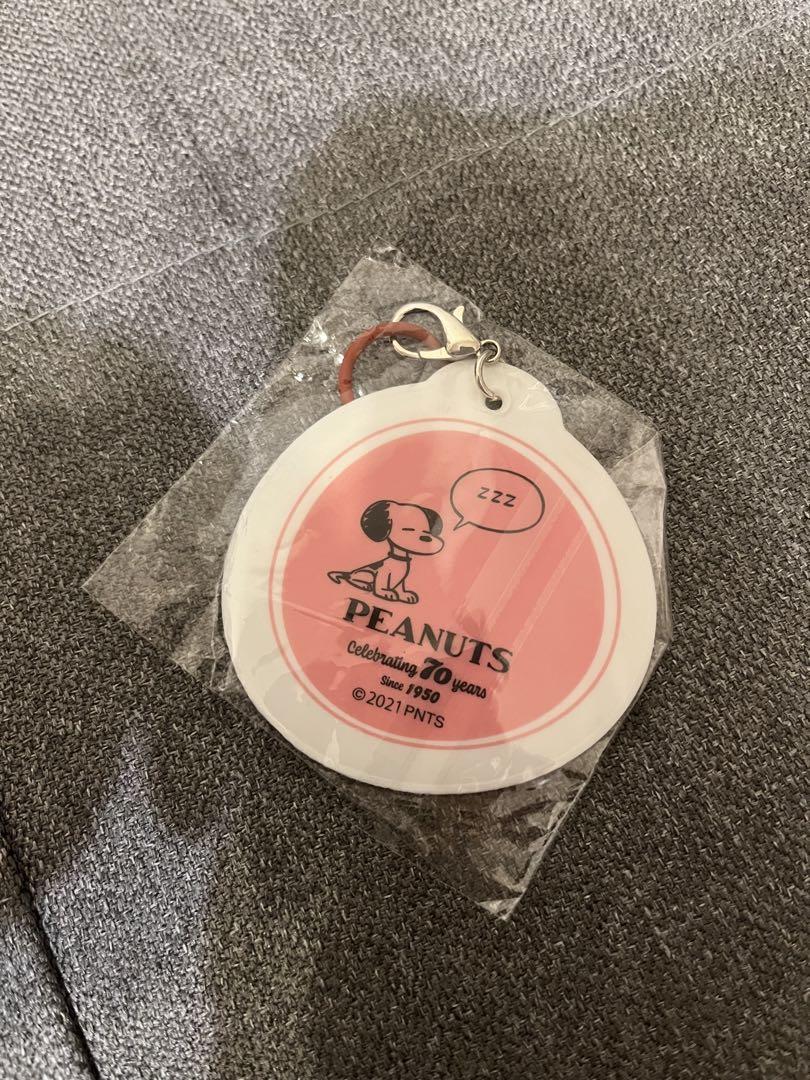 zzz
PEANUTS
Celebrating 70 years
Since 1950
©2021 PNTS